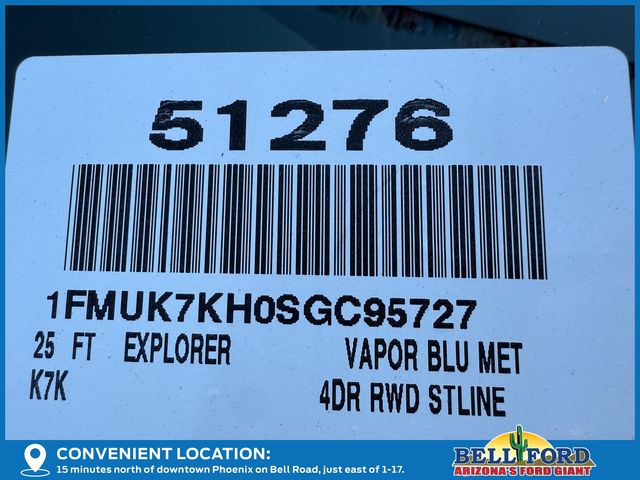 51276
1FMUK7KH0SGC95727
25 FT EXPLORER VAPOR BLU MET
K7K 4DR RWD STLINE
CONVENIENT LOCATION:
15 minutes north of downtown Phoenix on Bell Road, just east of 1-17.
BELL FORD
ARIZONA'S FORD GIANT